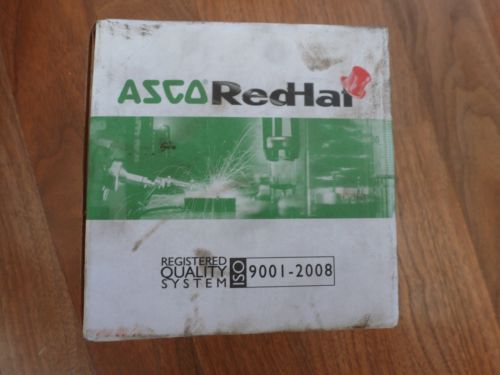 ASCO® RedHat
REGISTERED
QUALITY
SYSTEM
ISO 9001-2008